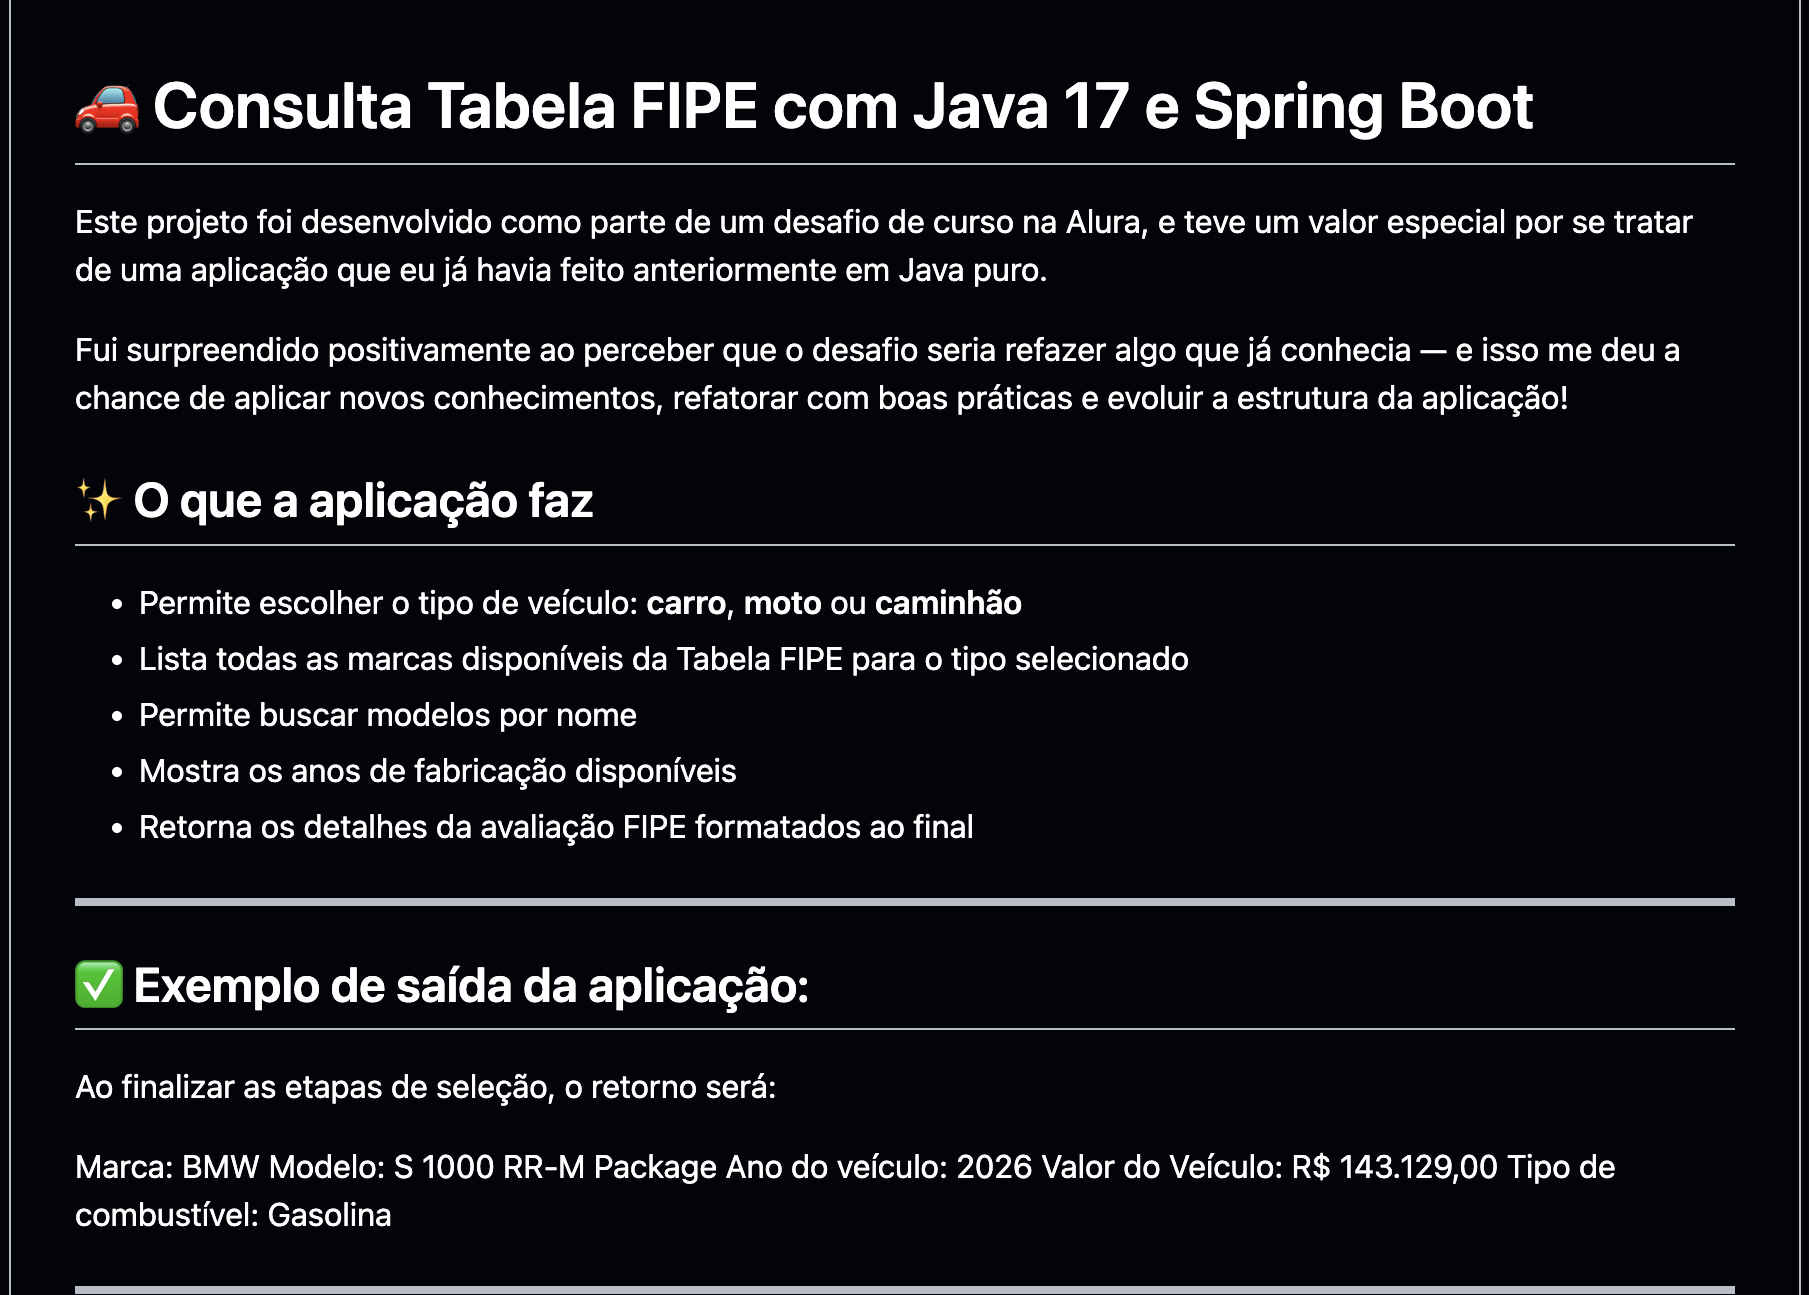 🚗 Consulta Tabela FIPE com Java 17 e Spring Boot
Este projeto foi desenvolvido como parte de um desafio de curso na Alura, e teve um valor especial por se tratar
de uma aplicação que eu já havia feito anteriormente em Java puro.
Fui surpreendido positivamente ao perceber que o desafio seria refazer algo que já conhecia — e isso me deu a
chance de aplicar novos conhecimentos, refatorar com boas práticas e evoluir a estrutura da aplicação!
✨ O que a aplicação faz
• Permite escolher o tipo de veículo: carro, moto ou caminhão
• Lista todas as marcas disponíveis da Tabela FIPE para o tipo selecionado
• Permite buscar modelos por nome
• Mostra os anos de fabricação disponíveis
• Retorna os detalhes da avaliação FIPE formatados ao final
✅ Exemplo de saída da aplicação:
Ao finalizar as etapas de seleção, o retorno será:
Marca: BMW Modelo: S 1000 RR-M Package Ano do veículo: 2026 Valor do Veículo: R$ 143.129,00 Tipo de
combustível: Gasolina